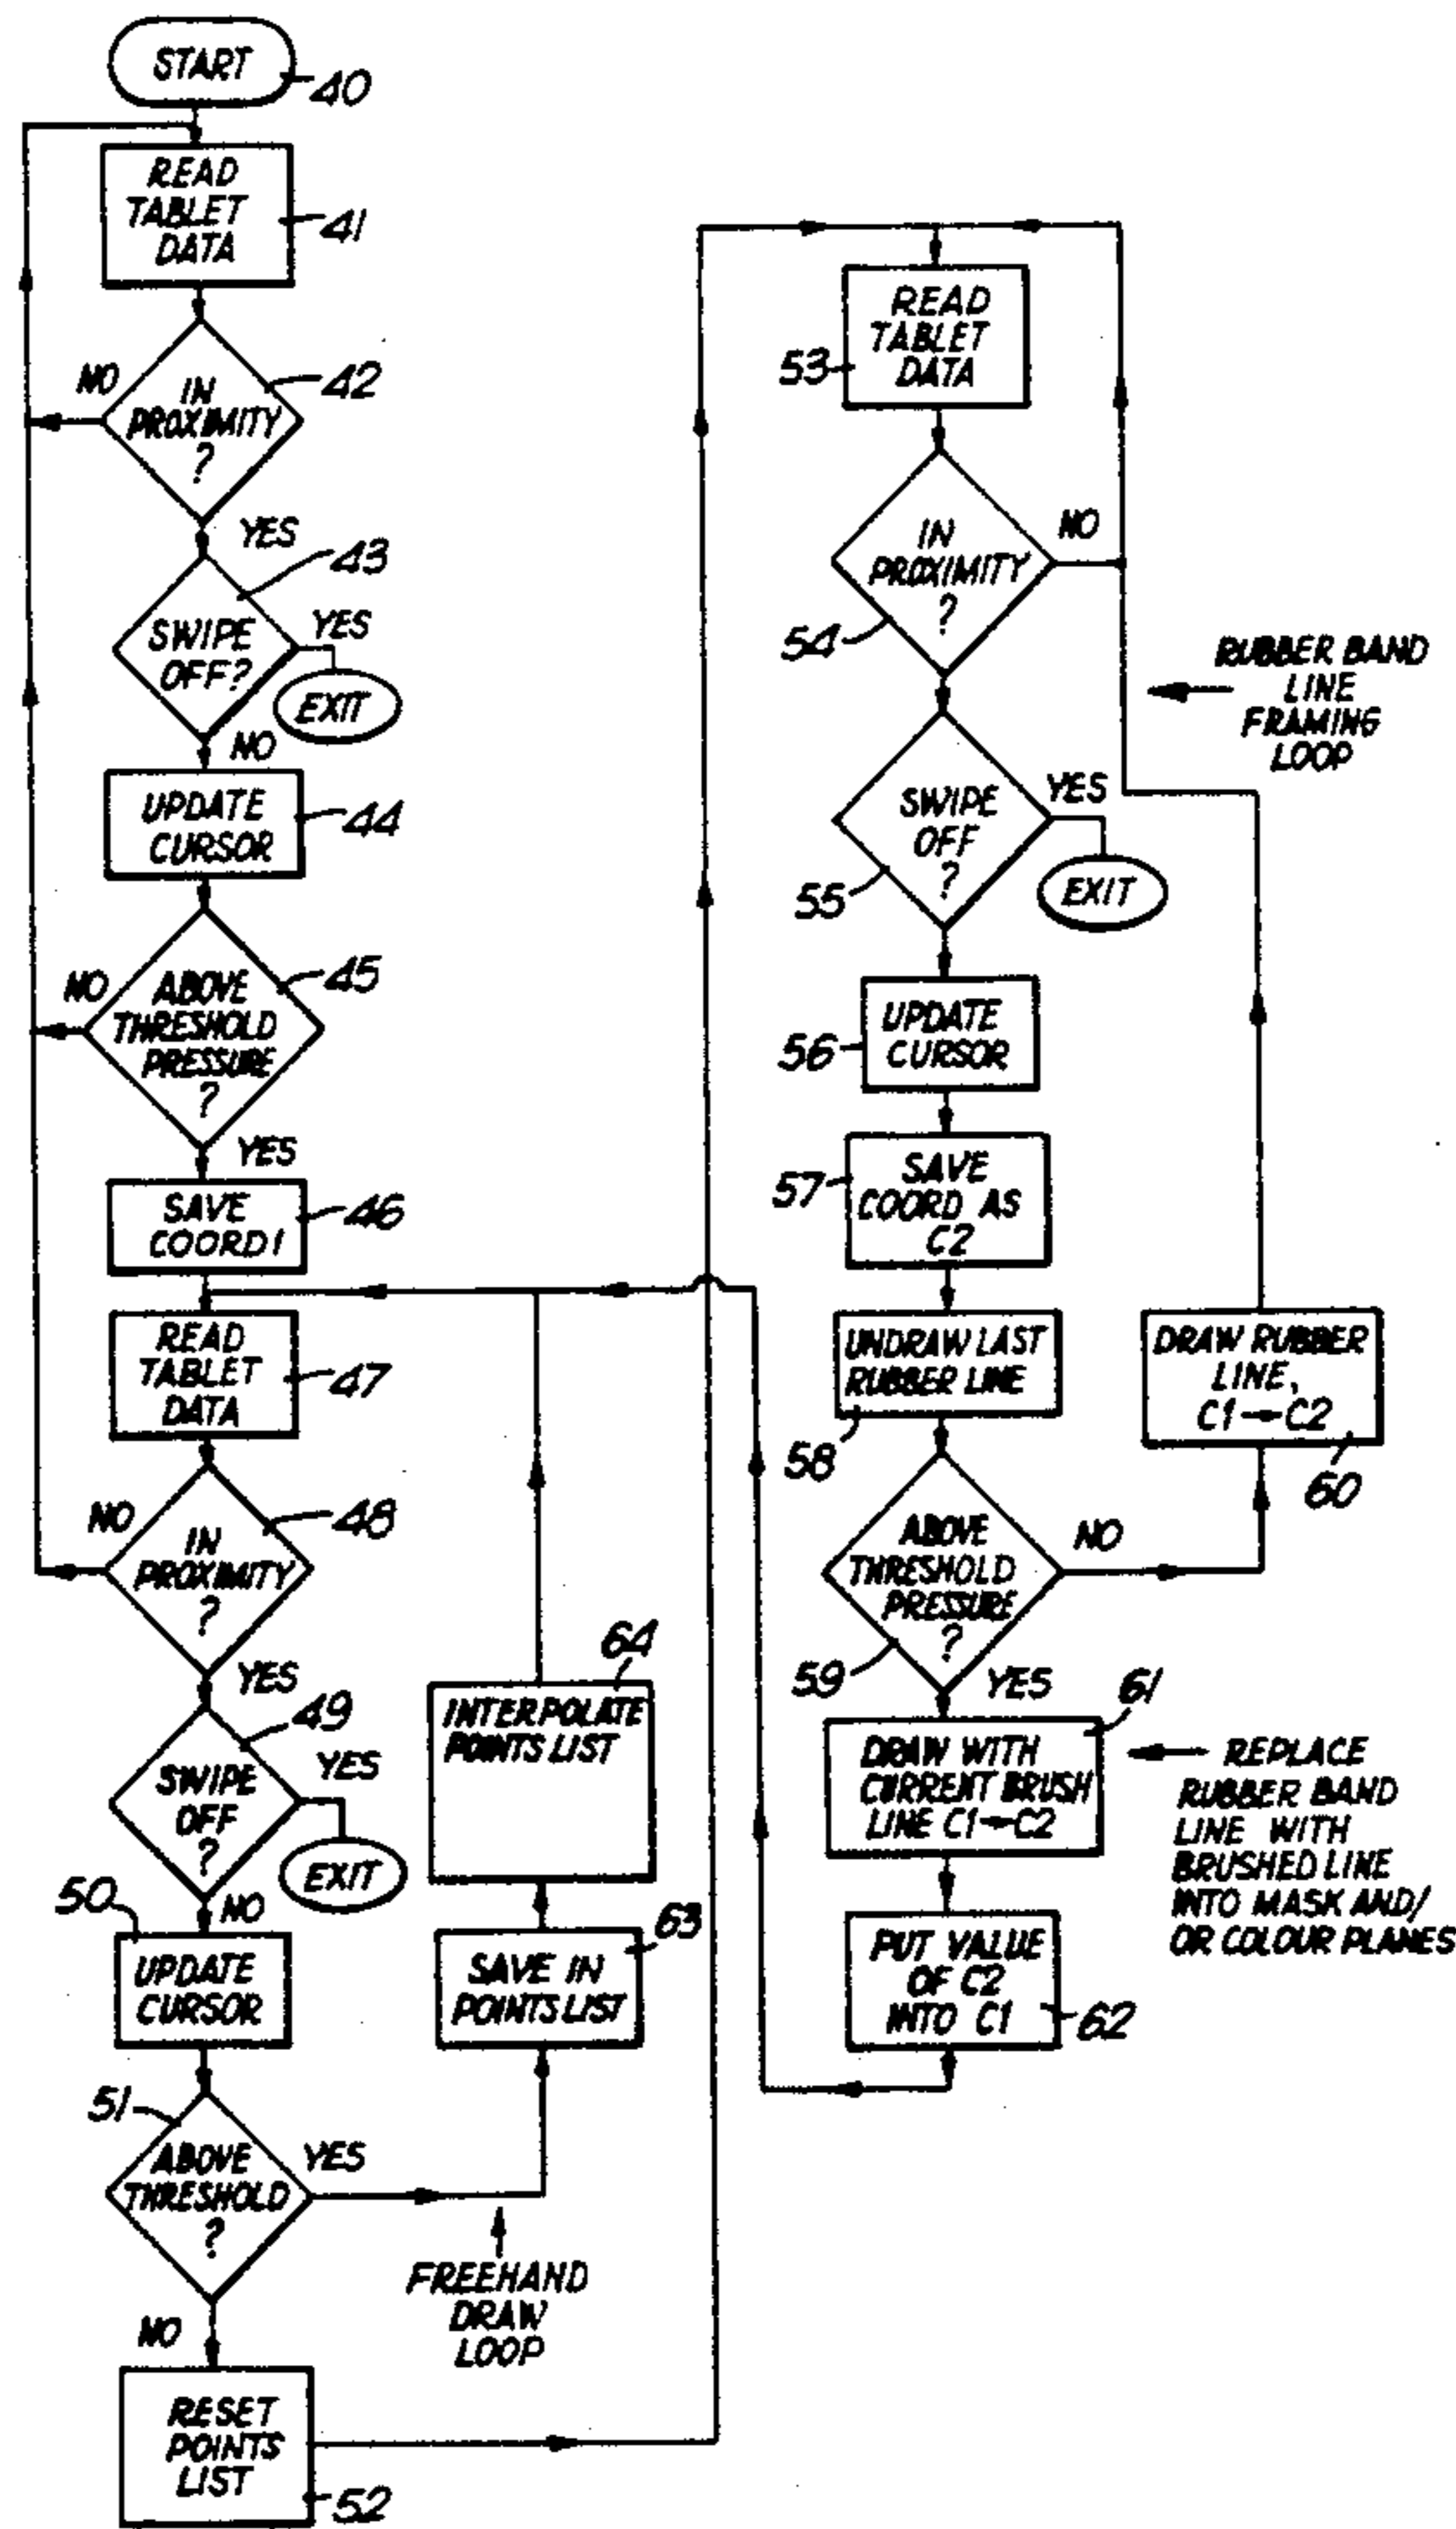 START
40
READ
TABLET
DATA
41
IN
PROXIMITY
?
42
NO
YES
43
SWIPE
OFF?
YES
EXIT
NO
UPDATE
CURSOR
44
ABOVE
THRESHOLD
PRESSURE
?
45
NO
YES
SAVE
COORD1
46
READ
TABLET
DATA
47
IN
PROXIMITY
?
48
NO
YES
49
SWIPE
OFF
?
YES
EXIT
NO
50
UPDATE
CURSOR
51
ABOVE
THRESHOLD
?
YES
NO
FREEHAND
DRAW
LOOP
RESET
POINTS
LIST
52
63
SAVE IN
POINTS LIST
64
INTERPOLATE
POINTS LIST
READ
TABLET
DATA
53
IN
PROXIMITY
?
54
NO
RUBBER BAND
LINE
FRAMING
LOOP
SWIPE
OFF
?
55
YES
EXIT
UPDATE
CURSOR
56
SAVE
COORD AS
C2
57
UNDRAW LAST
RUBBER LINE
58
ABOVE
THRESHOLD
PRESSURE
?
59
NO
YES
DRAW RUBBER
LINE,
C1→C2
60
61
DRAW WITH
CURRENT BRUSH
LINE C1→C2
REPLACE
RUBBER BAND
LINE WITH
BRUSHED LINE
INTO MASK AND/
OR COLOUR PLANES
PUT VALUE
OF C2
INTO C1
62